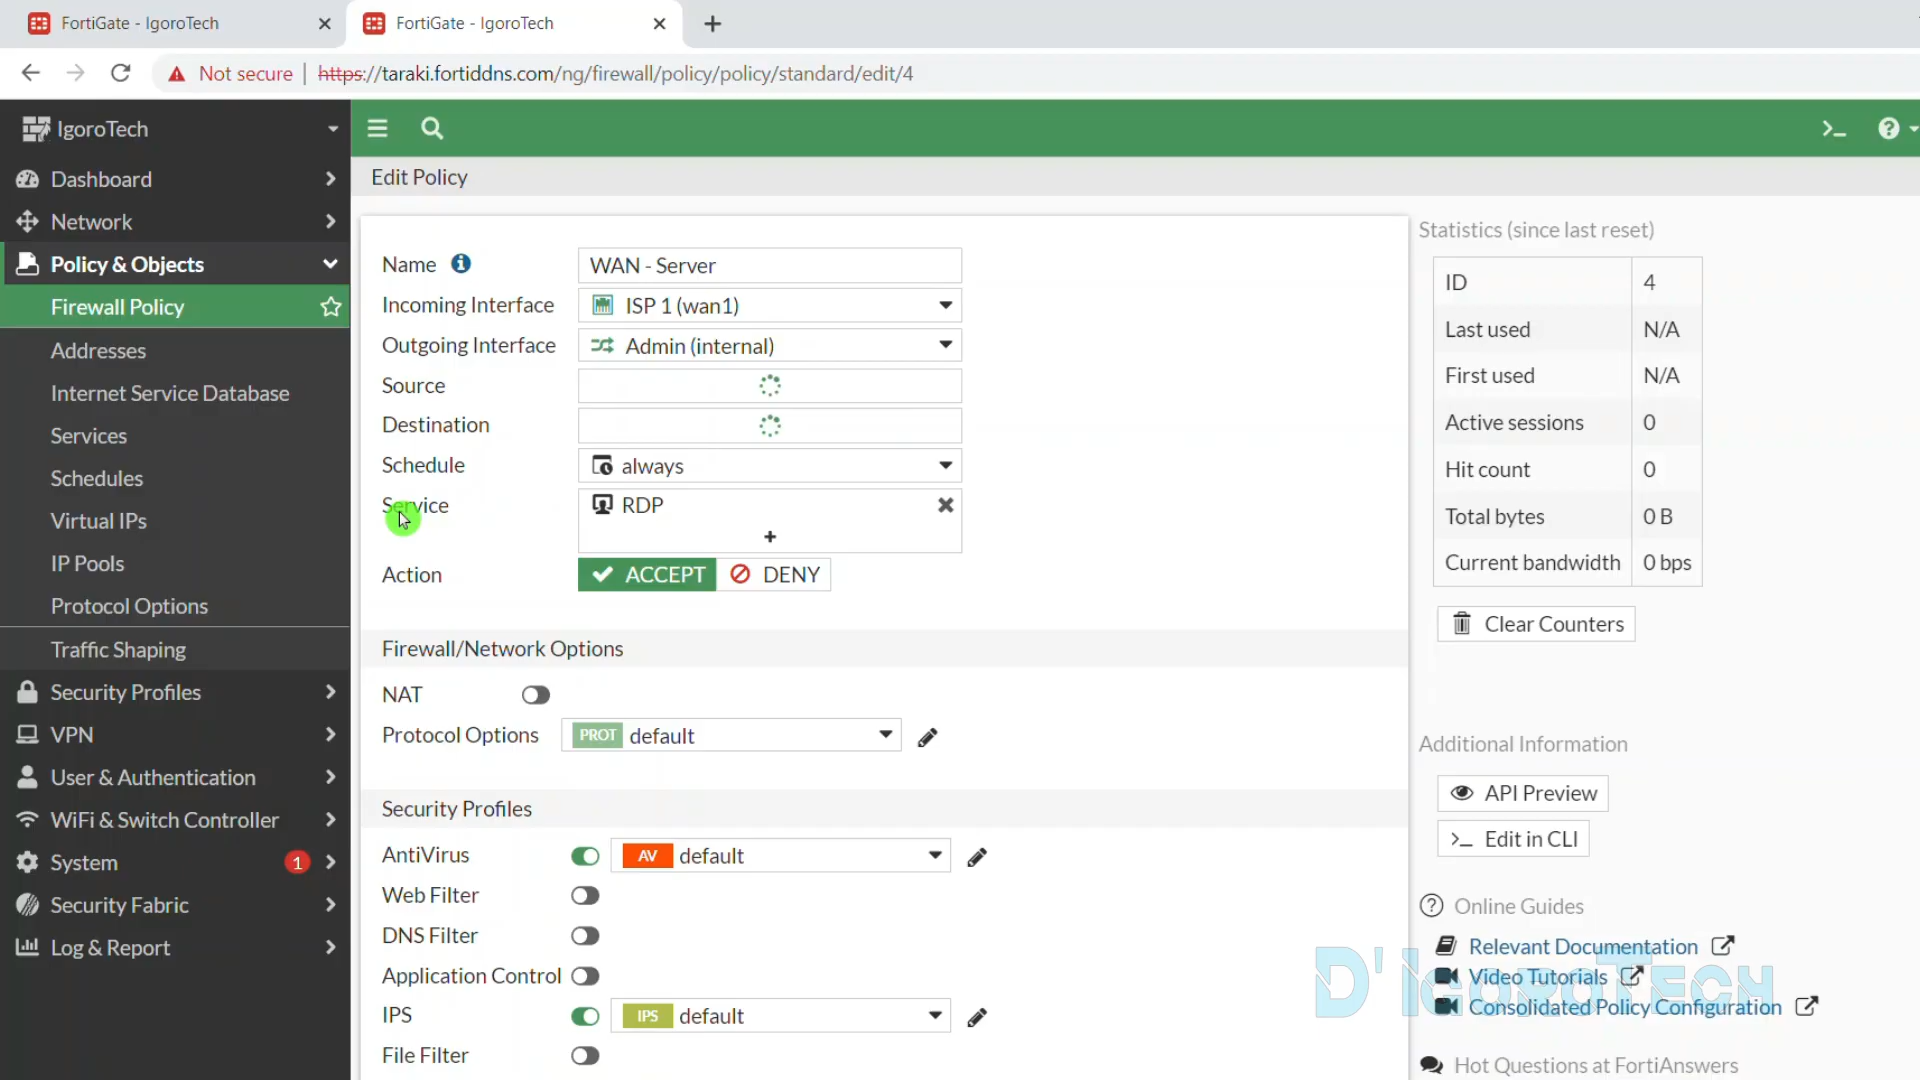 FortiGate - IgoroTech
FortiGate - IgoroTech
Not secure | https://taraki.fortiddns.com/ng/firewall/policy/policy/standard/edit/4
IgoroTech
Dashboard
Network
Policy & Objects
Firewall Policy
Addresses
Internet Service Database
Services
Schedules
Virtual IPs
IP Pools
Protocol Options
Traffic Shaping
Security Profiles
VPN
User & Authentication
WiFi & Switch Controller
System 1
Security Fabric
Log & Report
Edit Policy
Name WAN - Server
Incoming Interface ISP 1 (wan1)
Outgoing Interface Admin (internal)
Source
Destination
Schedule always
Service RDP
Action ACCEPT DENY
Firewall/Network Options
NAT
Protocol Options PROT default
Security Profiles
AntiVirus AV default
Web Filter
DNS Filter
Application Control
IPS IPS default
File Filter
Statistics (since last reset)
ID 4
Last used N/A
First used N/A
Active sessions 0
Hit count 0
Total bytes 0 B
Current bandwidth 0 bps
Clear Counters
Additional Information
API Preview
>_ Edit in CLI
Online Guides
Relevant Documentation
Video Tutorials
Consolidated Policy Configuration
Hot Questions at FortiAnswers
D'IGOROTECH